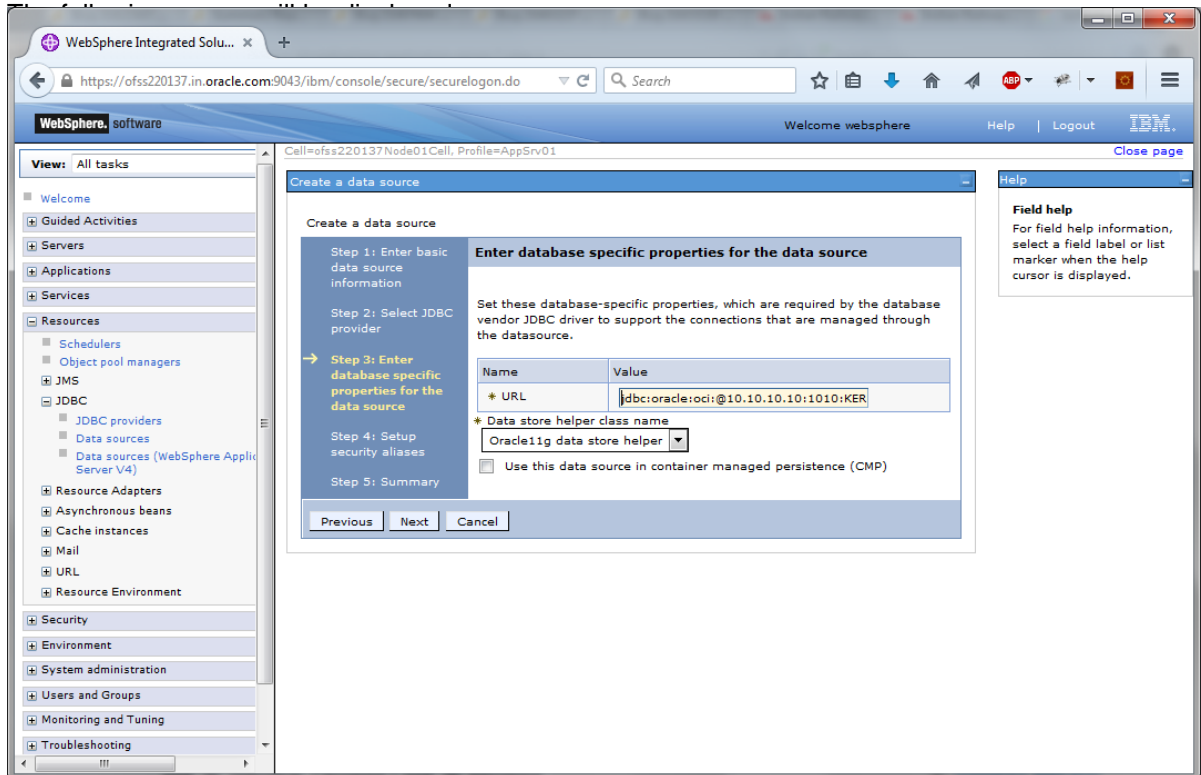 WebSphere Integrated Solu... ×
https://ofss220137.in.oracle.com:9043/ibm/console/secure/securelogon.do
Search
ABP
WebSphere. software
Welcome websphere
Help | Logout
IBM.
View: All tasks
Cell=ofss220137Node01Cell, Profile=AppSrv01
Close page
Welcome
Guided Activities
Servers
Applications
Services
Resources
Schedulers
Object pool managers
JMS
JDBC
JDBC providers
Data sources
Data sources (WebSphere Applic
Server V4)
Resource Adapters
Asynchronous beans
Cache instances
Mail
URL
Resource Environment
Security
Environment
System administration
Users and Groups
Monitoring and Tuning
Troubleshooting
Create a data source
Create a data source
Step 1: Enter basic
data source
information
Step 2: Select JDBC
provider
Step 3: Enter
database specific
properties for the
data source
Step 4: Setup
security aliases
Step 5: Summary
Enter database specific properties for the data source
Set these database-specific properties, which are required by the database
vendor JDBC driver to support the connections that are managed through
the datasource.
Name Value
* URL jdbc:oracle:oci:@10.10.10.10:1010:KER
* Data store helper class name
Oracle11g data store helper
Use this data source in container managed persistence (CMP)
Previous Next Cancel
Help
Field help
For field help information,
select a field label or list
marker when the help
cursor is displayed.